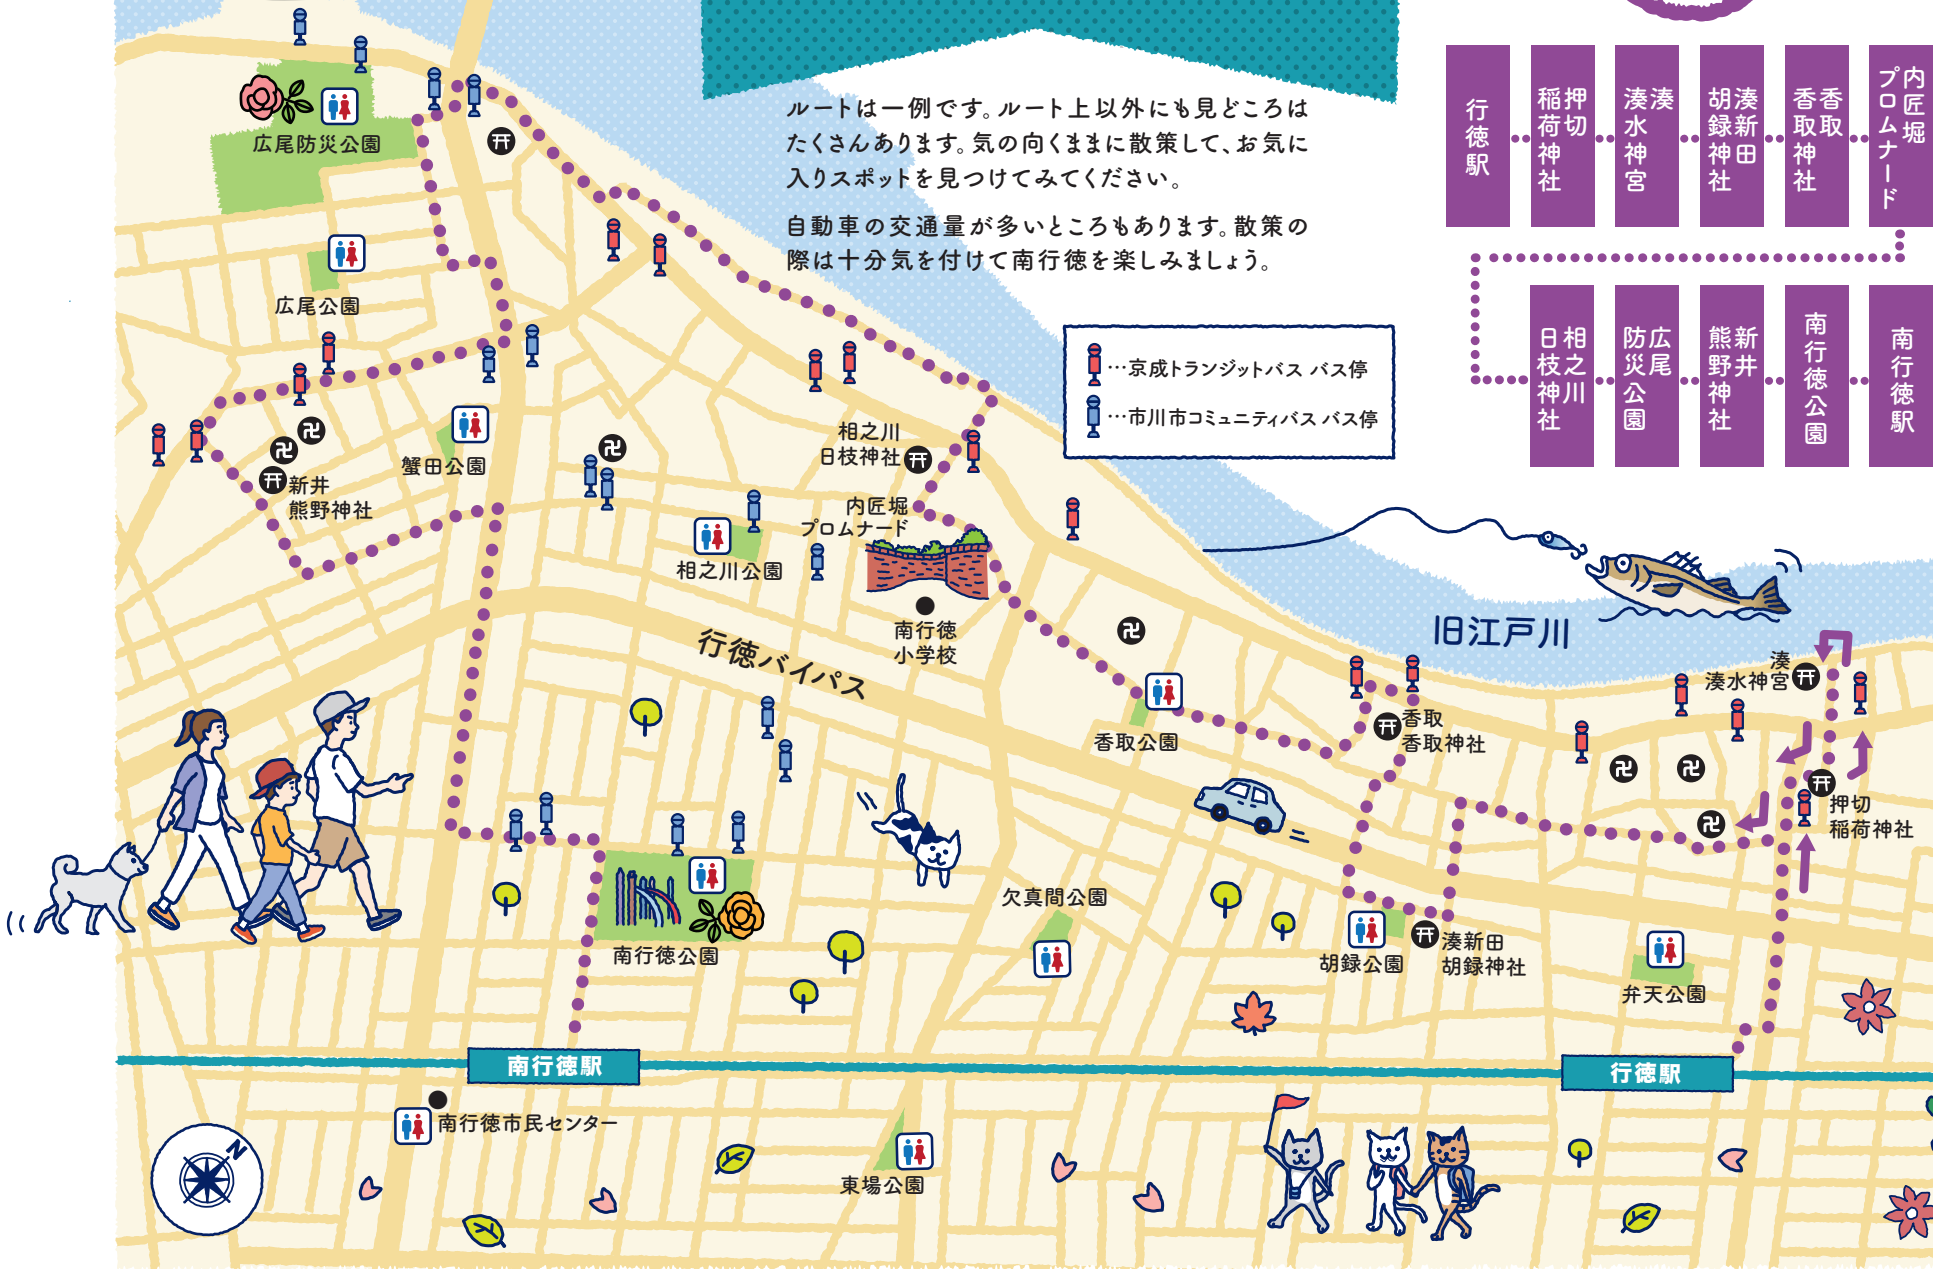 ルートは一例です。ルート上以外にも見どころは
たくさんあります。気の向くままに散策して、お気に
入りスポットを見つけてみてください。
自動車の交通量が多いところもあります。散策の
際は十分気を付けて南行徳を楽しみましょう。
行徳駅
押切
稲荷神社
湊
湊水神宮
湊新田
胡録神社
香取
香取神社
内匠堀
プロムナード
相之川
日枝神社
広尾
防災公園
新井
熊野神社
南行徳公園
南行徳駅
…京成トランジットバス バス停
…市川市コミュニティバス バス停
広尾防災公園
広尾公園
蟹田公園
新井
熊野神社
相之川
日枝神社
内匠堀
プロムナード
相之川公園
南行徳
小学校
行徳バイパス
旧江戸川
香取公園
香取
香取神社
湊
湊水神宮
押切
稲荷神社
欠真間公園
胡録公園
湊新田
胡録神社
弁天公園
南行徳公園
南行徳駅
行徳駅
南行徳市民センター
東場公園
N